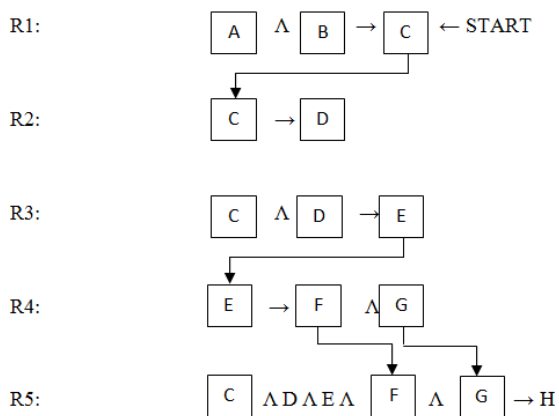 R1: A Λ B → C ← START
R2: C → D
R3: C Λ D → E
R4: E → F Λ G
R5: C Λ D Λ E Λ F Λ G → H